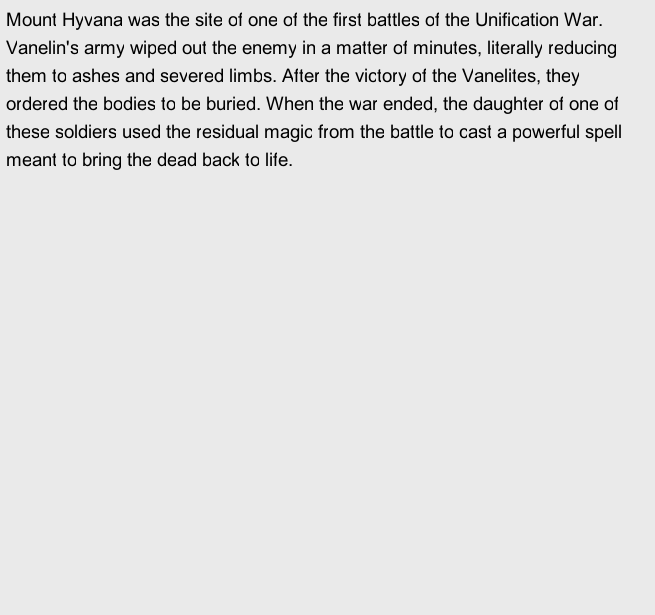 Mount Hyvana was the site of one of the first battles of the Unification War.
Vanelin's army wiped out the enemy in a matter of minutes, literally reducing
them to ashes and severed limbs. After the victory of the Vanelites, they
ordered the bodies to be buried. When the war ended, the daughter of one of
these soldiers used the residual magic from the battle to cast a powerful spell
meant to bring the dead back to life.